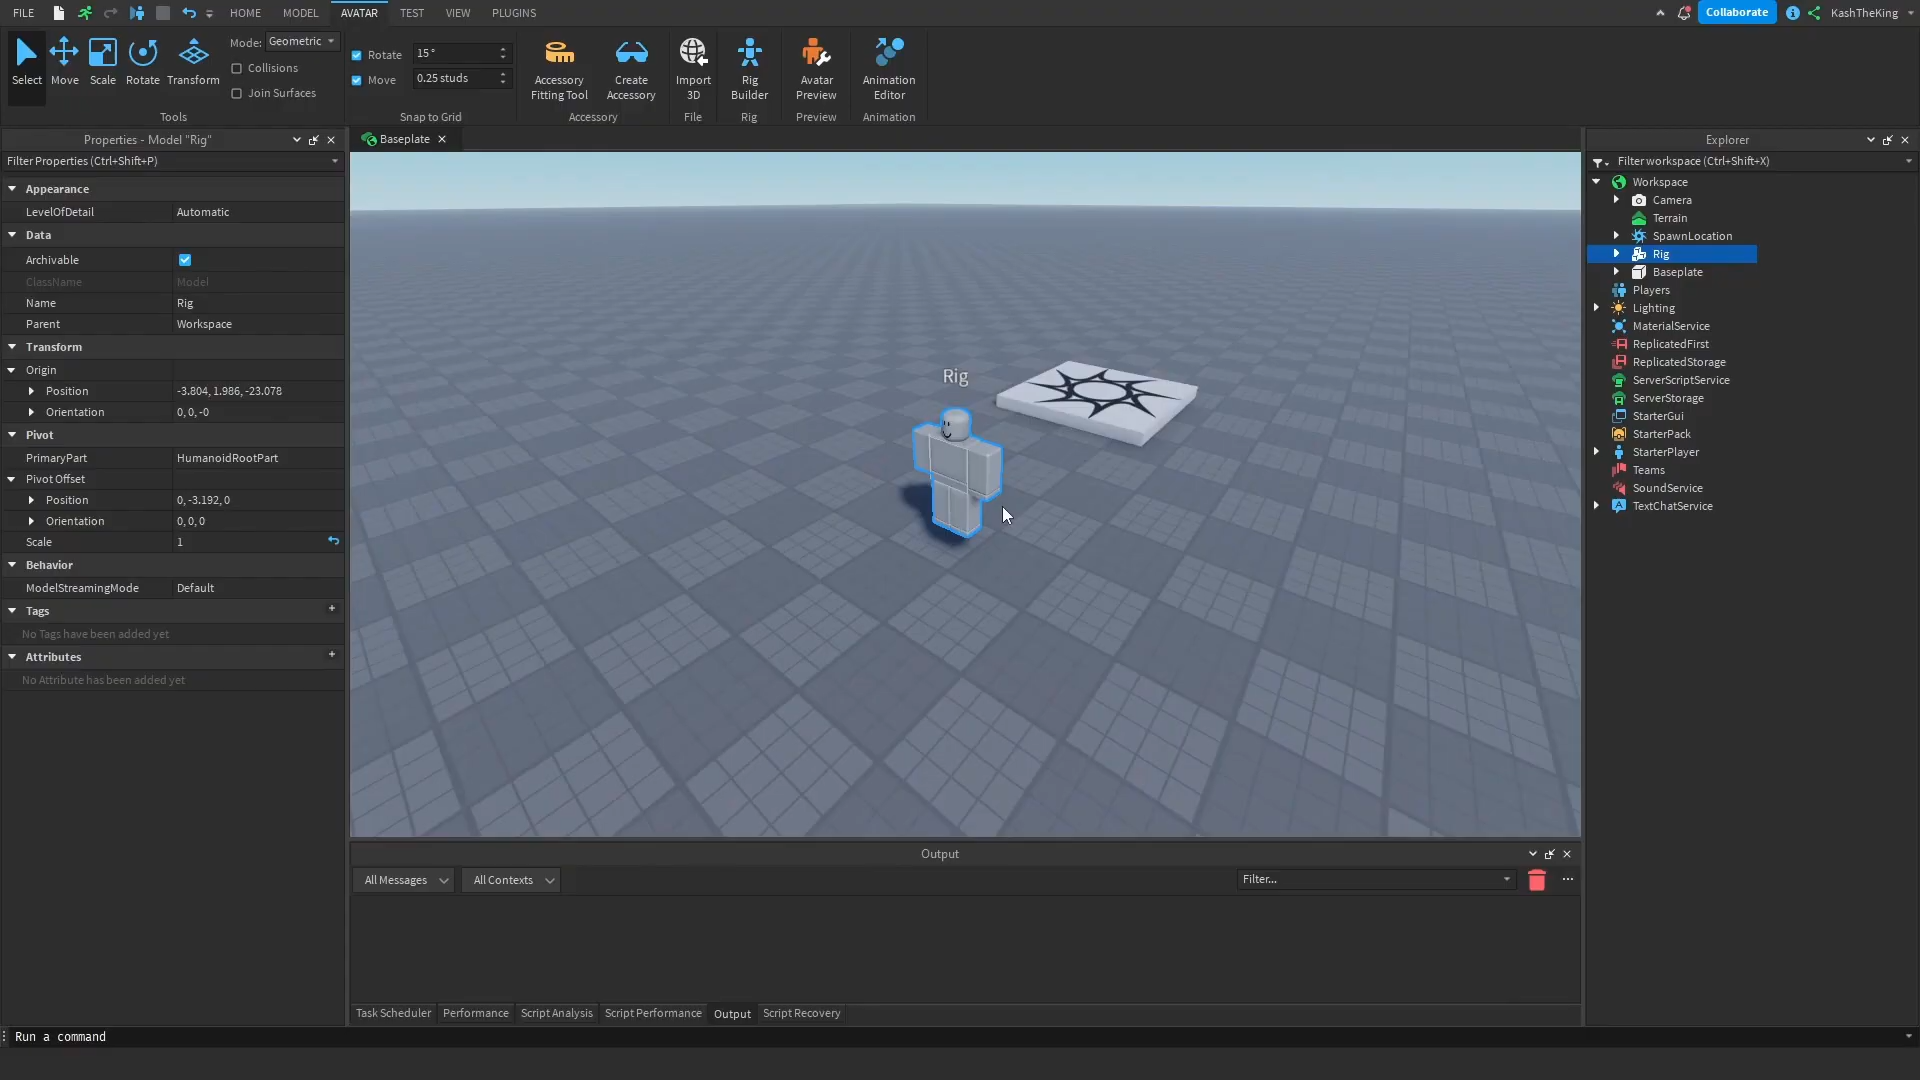 FILE
HOME
MODEL
AVATAR
TEST
VIEW
PLUGINS
Collaborate
KashTheKing
Select
Move
Scale
Rotate
Transform
Mode:
Geometric
Collisions
Join Surfaces
Tools
Rotate
15 °
Move
0.25 studs
Snap to Grid
Accessory
Fitting Tool
Create
Accessory
Accessory
Import
3D
File
Rig
Builder
Rig
Avatar
Preview
Preview
Animation
Editor
Animation
Properties - Model "Rig"
Filter Properties (Ctrl+Shift+P)
Appearance
LevelOfDetail Automatic
Data
Archivable
ClassName Model
Name Rig
Parent Workspace
Transform
Origin
Position -3.804, 1.986, -23.078
Orientation 0, 0, -0
Pivot
PrimaryPart HumanoidRootPart
Pivot Offset
Position 0, -3.192, 0
Orientation 0, 0, 0
Scale 1
Behavior
ModelStreamingMode Default
Tags +
No Tags have been added yet
Attributes +
No Attribute has been added yet
Baseplate
Rig
Output
All Messages
All Contexts
Filter...
Task Scheduler
Performance
Script Analysis
Script Performance
Output
Script Recovery
Run a command
Explorer
Filter workspace (Ctrl+Shift+X)
Workspace
Camera
Terrain
SpawnLocation
Rig
Baseplate
Players
Lighting
MaterialService
ReplicatedFirst
ReplicatedStorage
ServerScriptService
ServerStorage
StarterGui
StarterPack
StarterPlayer
Teams
SoundService
TextChatService